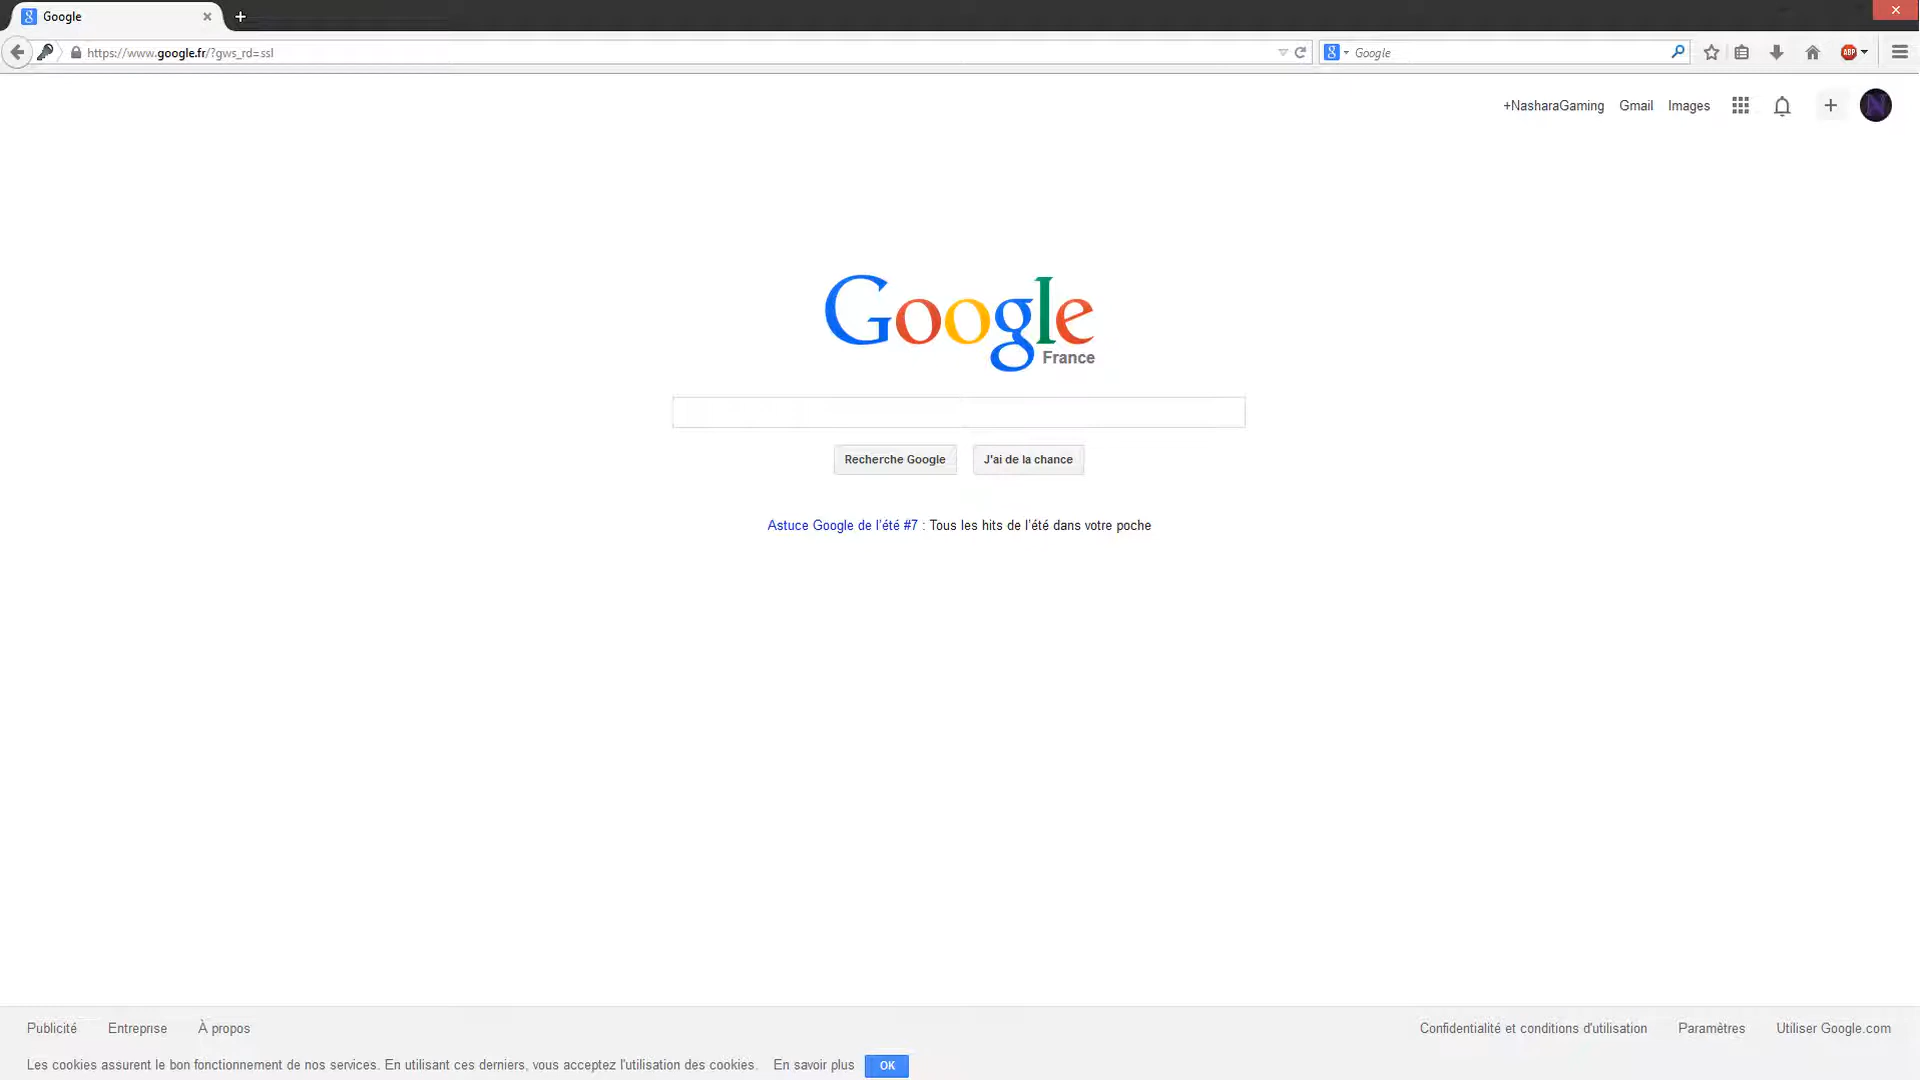 Google
https://www.google.fr/?gws_rd=ssl
Google
ABP
+NasharaGaming Gmail Images
N
Google
France
Recherche Google J'ai de la chance
Astuce Google de l'été #7 : Tous les hits de l'été dans votre poche
Publicité Entreprise À propos Confidentialité et conditions d'utilisation Paramètres Utiliser Google.com
Les cookies assurent le bon fonctionnement de nos services. En utilisant ces derniers, vous acceptez l'utilisation des cookies. En savoir plus OK